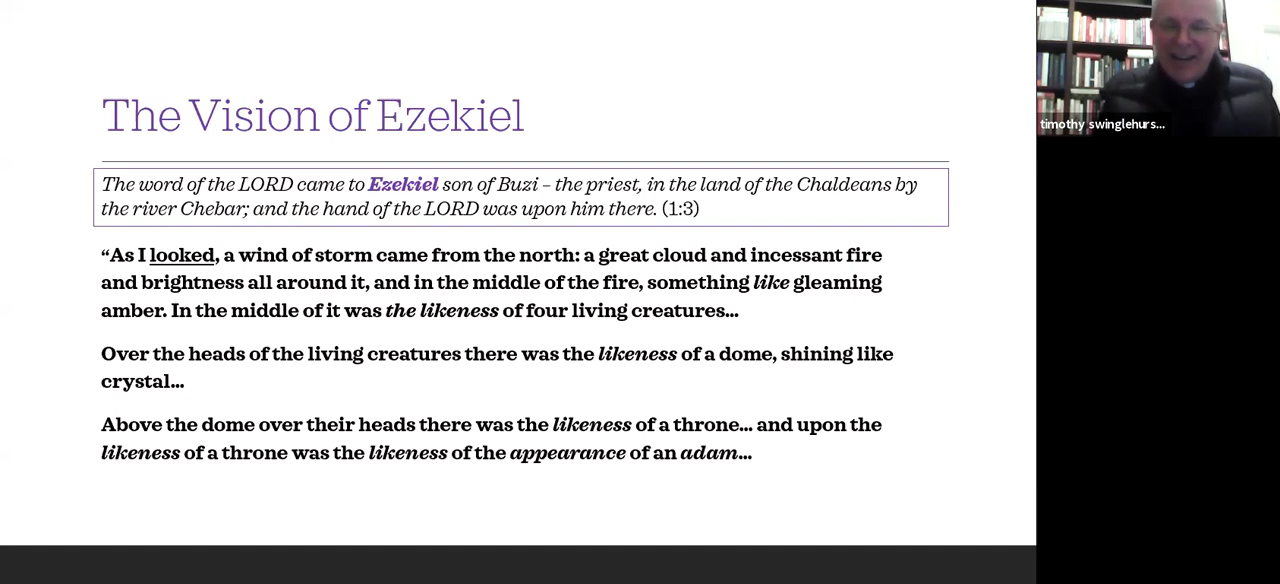 The Vision of Ezekiel
The word of the LORD came to Ezekiel son of Buzi – the priest, in the land of the Chaldeans by
the river Chebar; and the hand of the LORD was upon him there. (1:3)
“As I looked, a wind of storm came from the north: a great cloud and incessant fire
and brightness all around it, and in the middle of the fire, something like gleaming
amber. In the middle of it was the likeness of four living creatures...
Over the heads of the living creatures there was the likeness of a dome, shining like
crystal...
Above the dome over their heads there was the likeness of a throne... and upon the
likeness of a throne was the likeness of the appearance of an adam...
timothy swinglehurs...